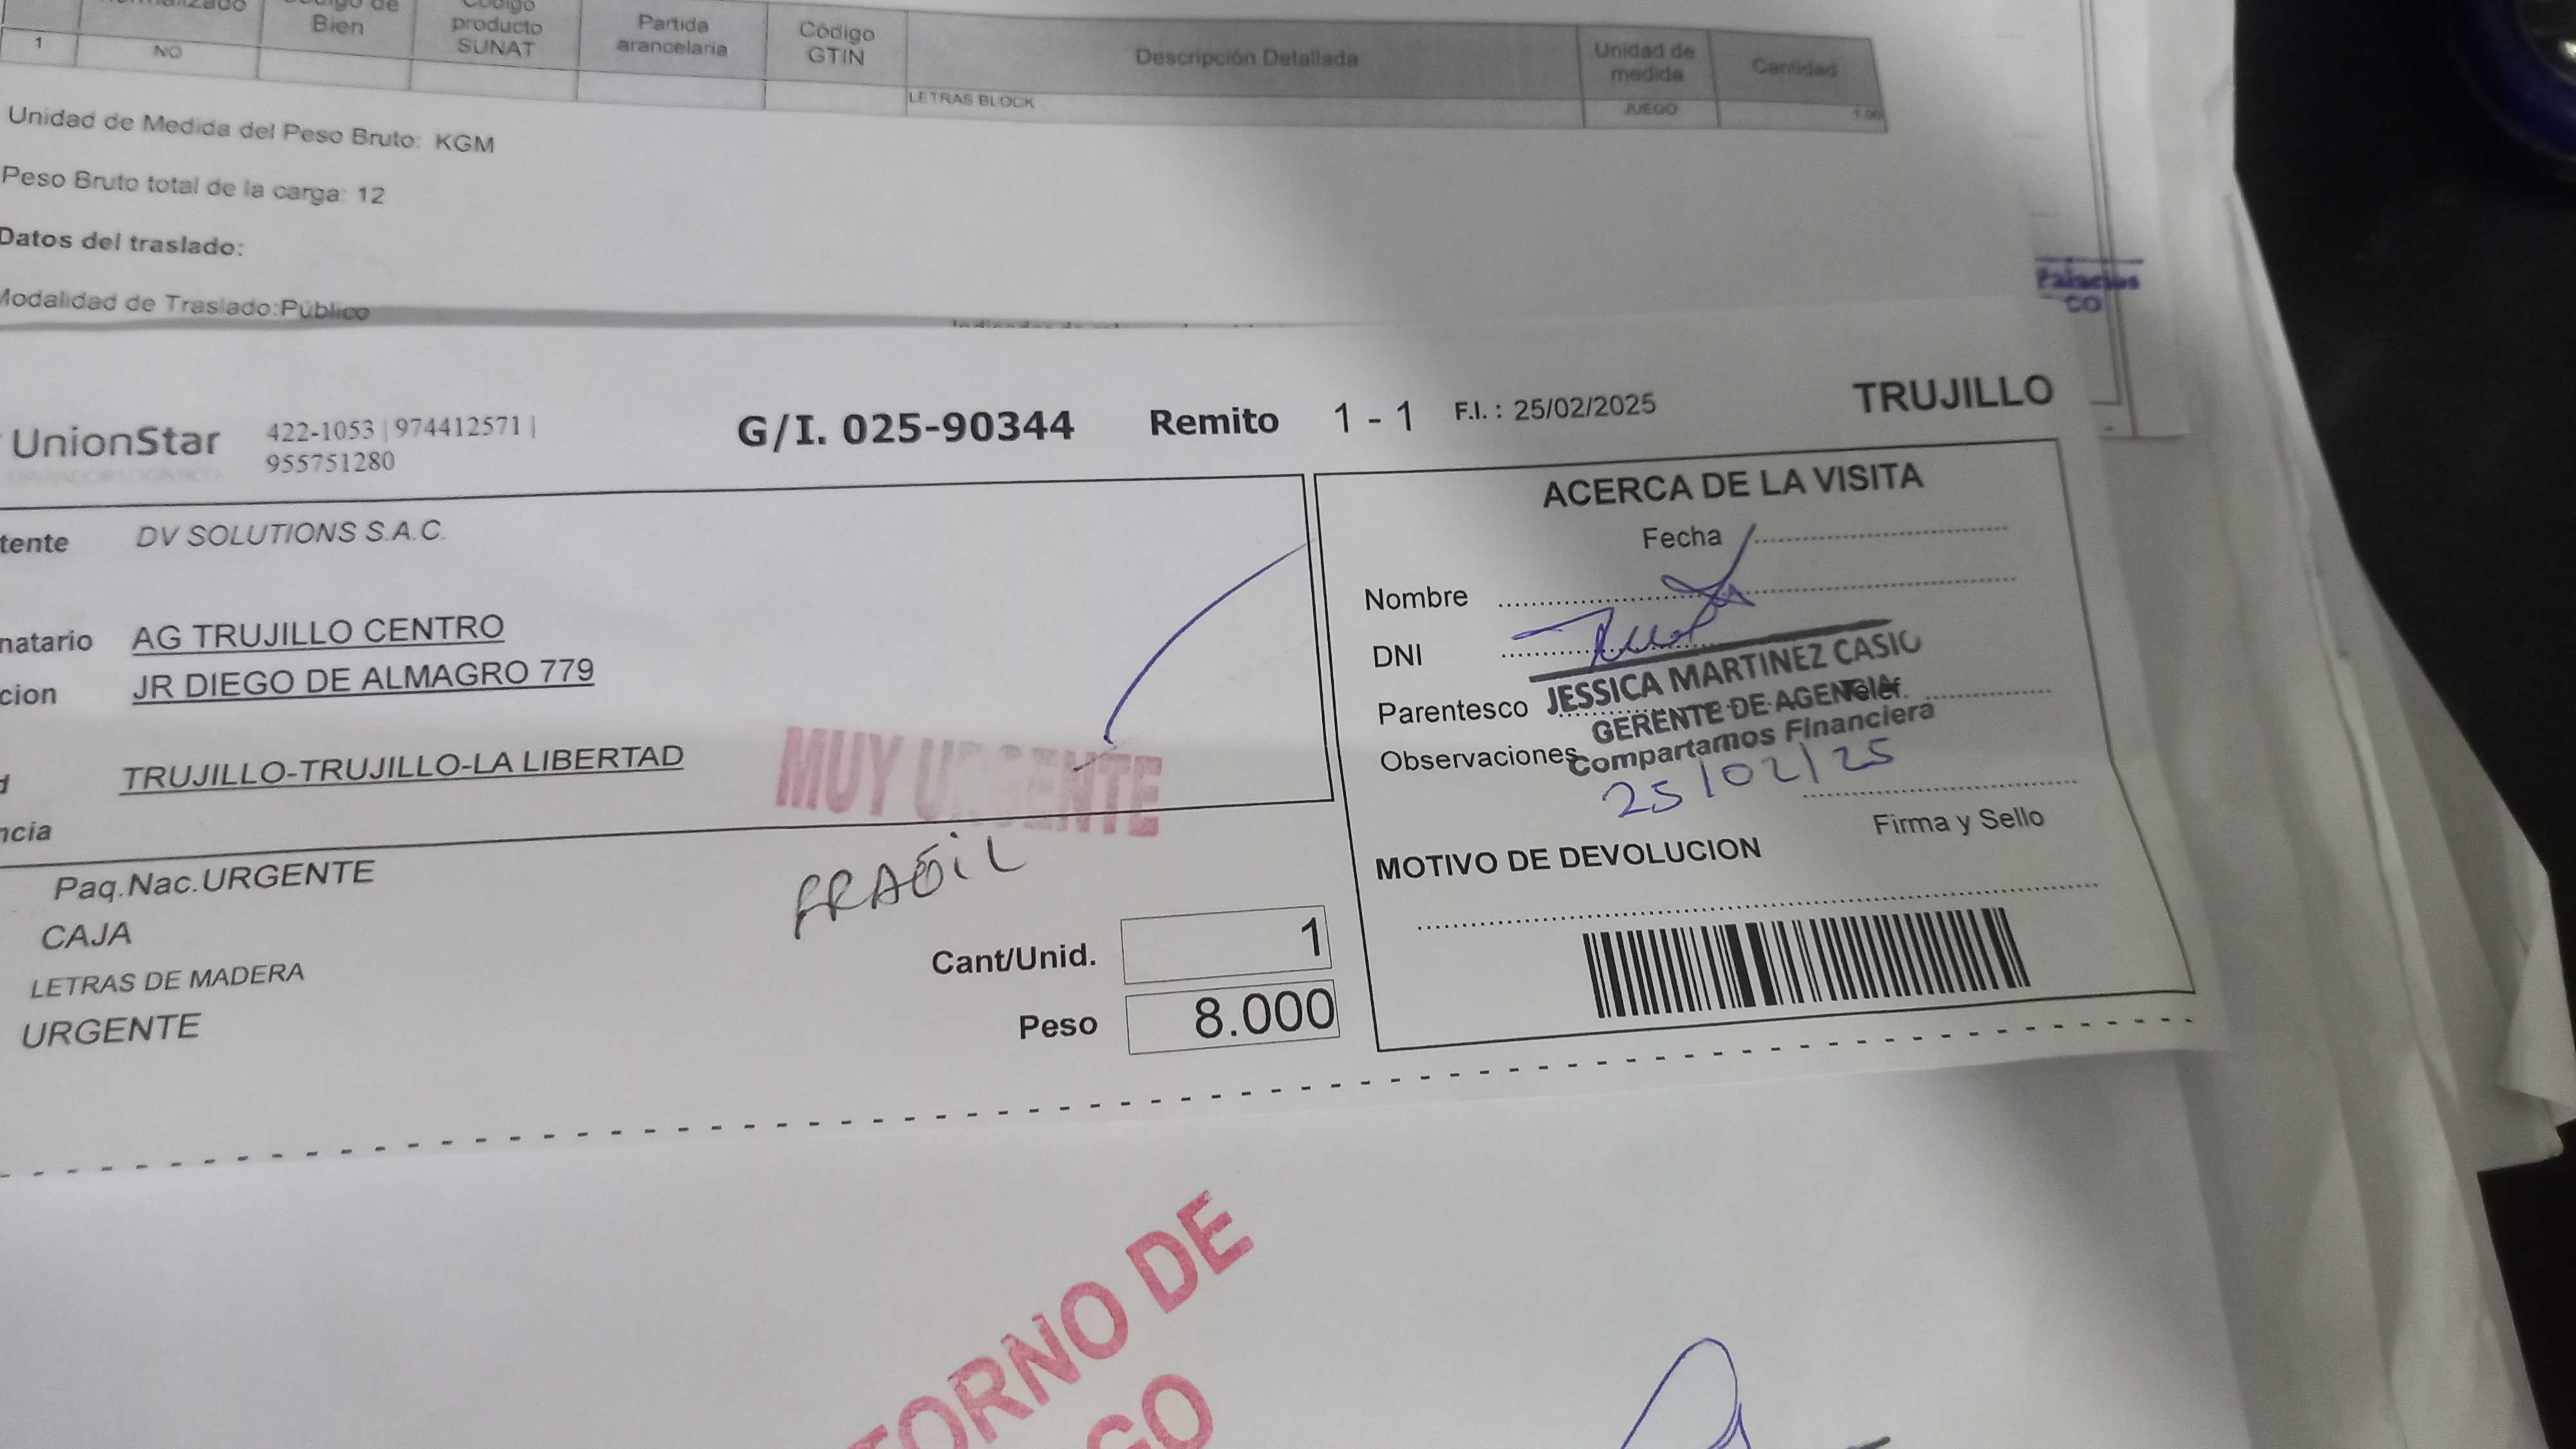 Bien
producto
SUNAT
Partida
arancelaria
Código
GTIN
Descripción Detallada
Unidad de
medida
Cantidad
1
NO
LETRAS BLOCK
JUEGO
1.00
Unidad de Medida del Peso Bruto: KGM
Peso Bruto total de la carga: 12
Datos del traslado:
Modalidad de Traslado:Público
Palacios
CO
UnionStar
422-1053 | 974412571 |
955751280
G/I. 025-90344
Remito
1 - 1
F.I. : 25/02/2025
TRUJILLO
tente DV SOLUTIONS S.A.C.
natario AG TRUJILLO CENTRO
cion JR DIEGO DE ALMAGRO 779
TRUJILLO-TRUJILLO-LA LIBERTAD
ncia
MUY URGENTE
Paq.Nac.URGENTE
FRAGIL
CAJA
LETRAS DE MADERA
URGENTE
Cant/Unid. 1
Peso 8.000
ACERCA DE LA VISITA
Fecha
Nombre
DNI
Parentesco
Telef.
Observaciones
JESSICA MARTINEZ CASIO
GERENTE DE AGENCIA
Compartamos Financiera
25/02/25
Firma y Sello
MOTIVO DE DEVOLUCION
TORNO DE
GO